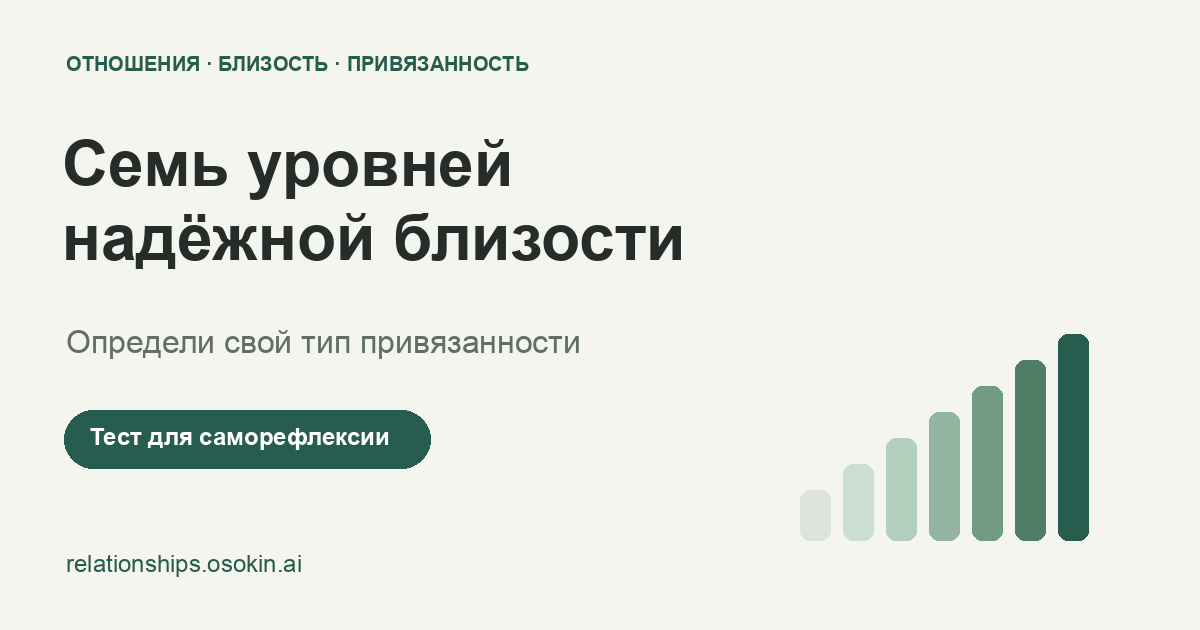 ОТНОШЕНИЯ · БЛИЗОСТЬ · ПРИВЯЗАННОСТЬ
Семь уровней
надёжной близости
Определи свой тип привязанности
Тест для саморефлексии
relationships.osokin.ai